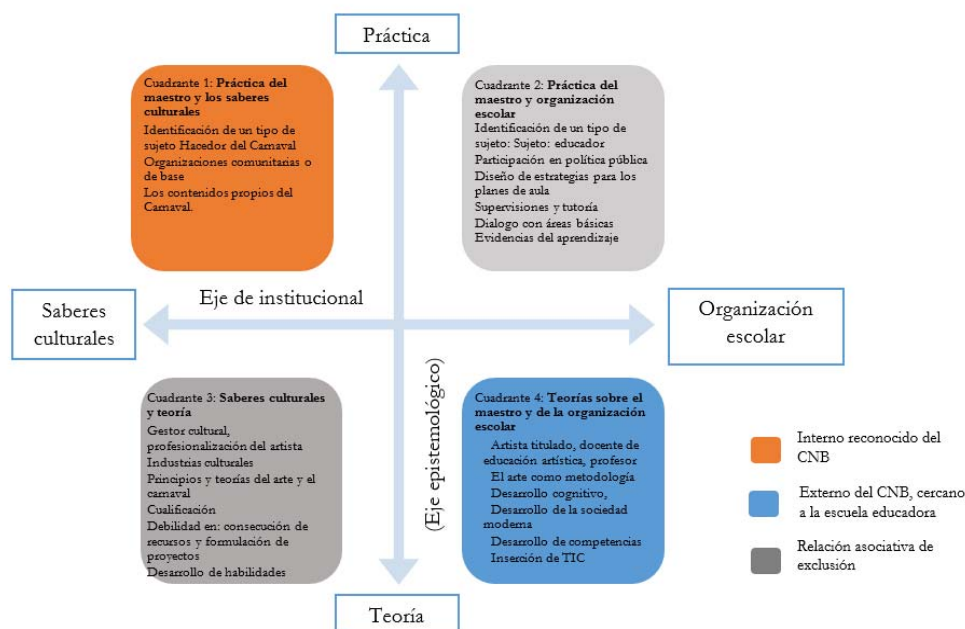 Práctica
Cuadrante 1: Práctica del
maestro y los saberes
culturales
Identificación de un tipo de
sujeto Hacedor del Carnaval
Organizaciones comunitarias o
de base
Los contenidos propios del
Carnaval.
Cuadrante 2: Práctica del
maestro y organización
escolar
Identificación de un tipo de
sujeto: Sujeto: educador
Participación en política pública
Diseño de estrategias para los
planes de aula
Supervisiones y tutoría
Dialogo con áreas básicas
Evidencias del aprendizaje
Saberes
culturales
Eje de institucional
Organización
escolar
(Eje epistemológico)
Cuadrante 3: Saberes culturales
y teoría
Gestor cultural,
profesionalización del artista
Industrias culturales
Principios y teorías del arte y el
carnaval
Cualificación
Debilidad en: consecución de
recursos y formulación de
proyectos
Desarrollo de habilidades
Cuadrante 4: Teorías sobre el
maestro y de la organización
escolar
Artista titulado, docente de
educación artística, profesor
El arte como metodología
Desarrollo cognitivo,
Desarrollo de la sociedad
moderna
Desarrollo de competencias
Inserción de TIC
Interno reconocido del
CNB
Externo del CNB, cercano
a la escuela educadora
Relación asociativa de
exclusión
Teoría